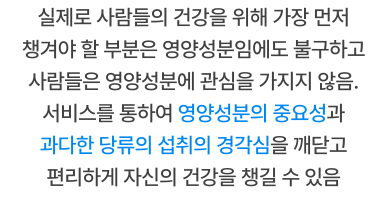 실제로 사람들의 건강을 위해 가장 먼저
챙겨야 할 부분은 영양성분임에도 불구하고
사람들은 영양성분에 관심을 가지지 않음.
서비스를 통하여 영양성분의 중요성과
과다한 당류의 섭취의 경각심을 깨닫고
편리하게 자신의 건강을 챙길 수 있음